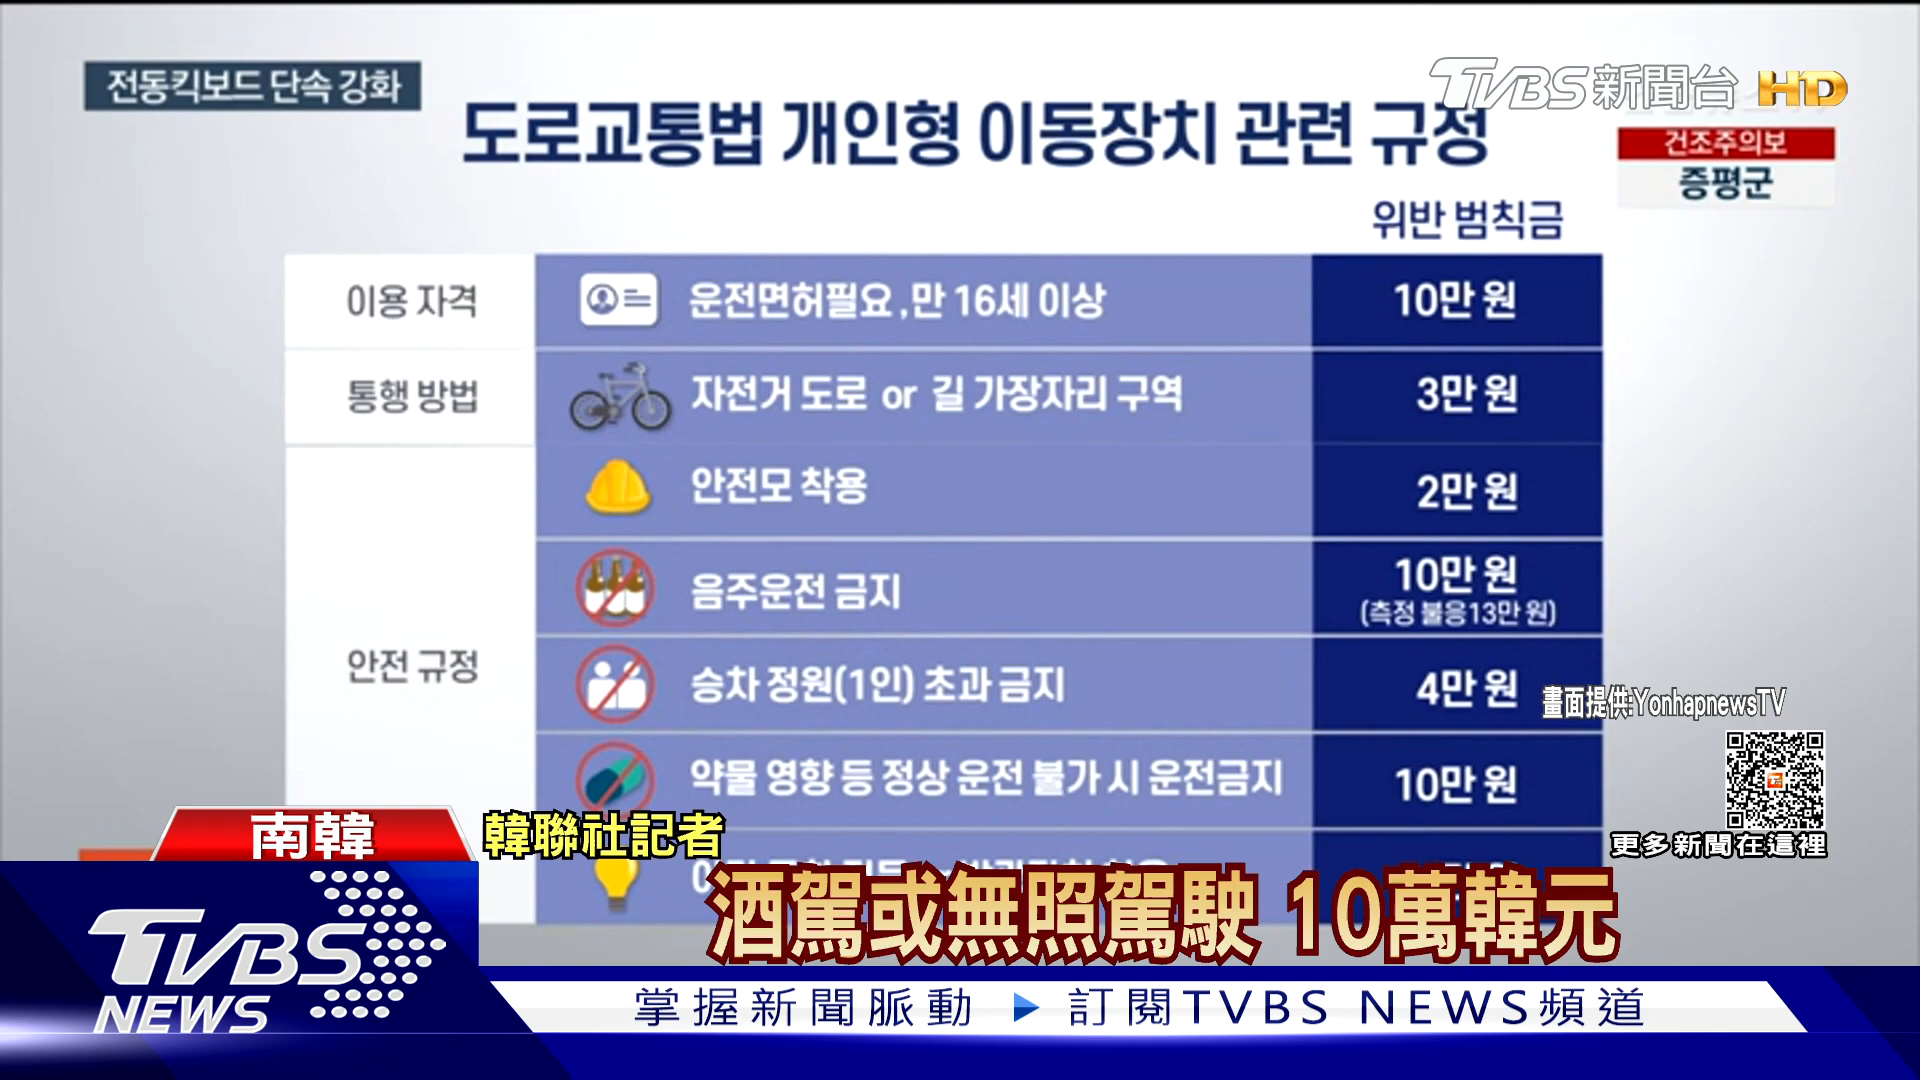 전동킥보드 단속 강화
TVBS新聞台 HD
도로교통법 개인형 이동장치 관련 규정
건조주의보
증평군
위반 범칙금
이용 자격
운전면허필요,만 16세 이상
10만 원
통행 방법
자전거 도로 or 길 가장자리 구역
3만 원
안전모 착용
2만 원
음주운전 금지
10만 원
(측정 불응13만 원)
안전 규정
승차 정원(1인) 초과 금지
4만 원
畫面提供:YonhapnewsTV
약물 영향 등 정상 운전 불가 시 운전금지
10만 원
更多新聞在這裡
南韓
韓聯社記者
酒駕或無照駕駛 10萬韓元
TVBS
NEWS
掌握新聞脈動 ▶ 訂閱TVBS NEWS頻道